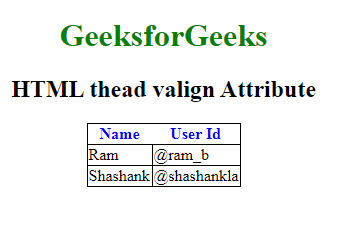 GeeksforGeeks
HTML thead valign Attribute
Name User Id
Ram @ram_b
Shashank @shashankla